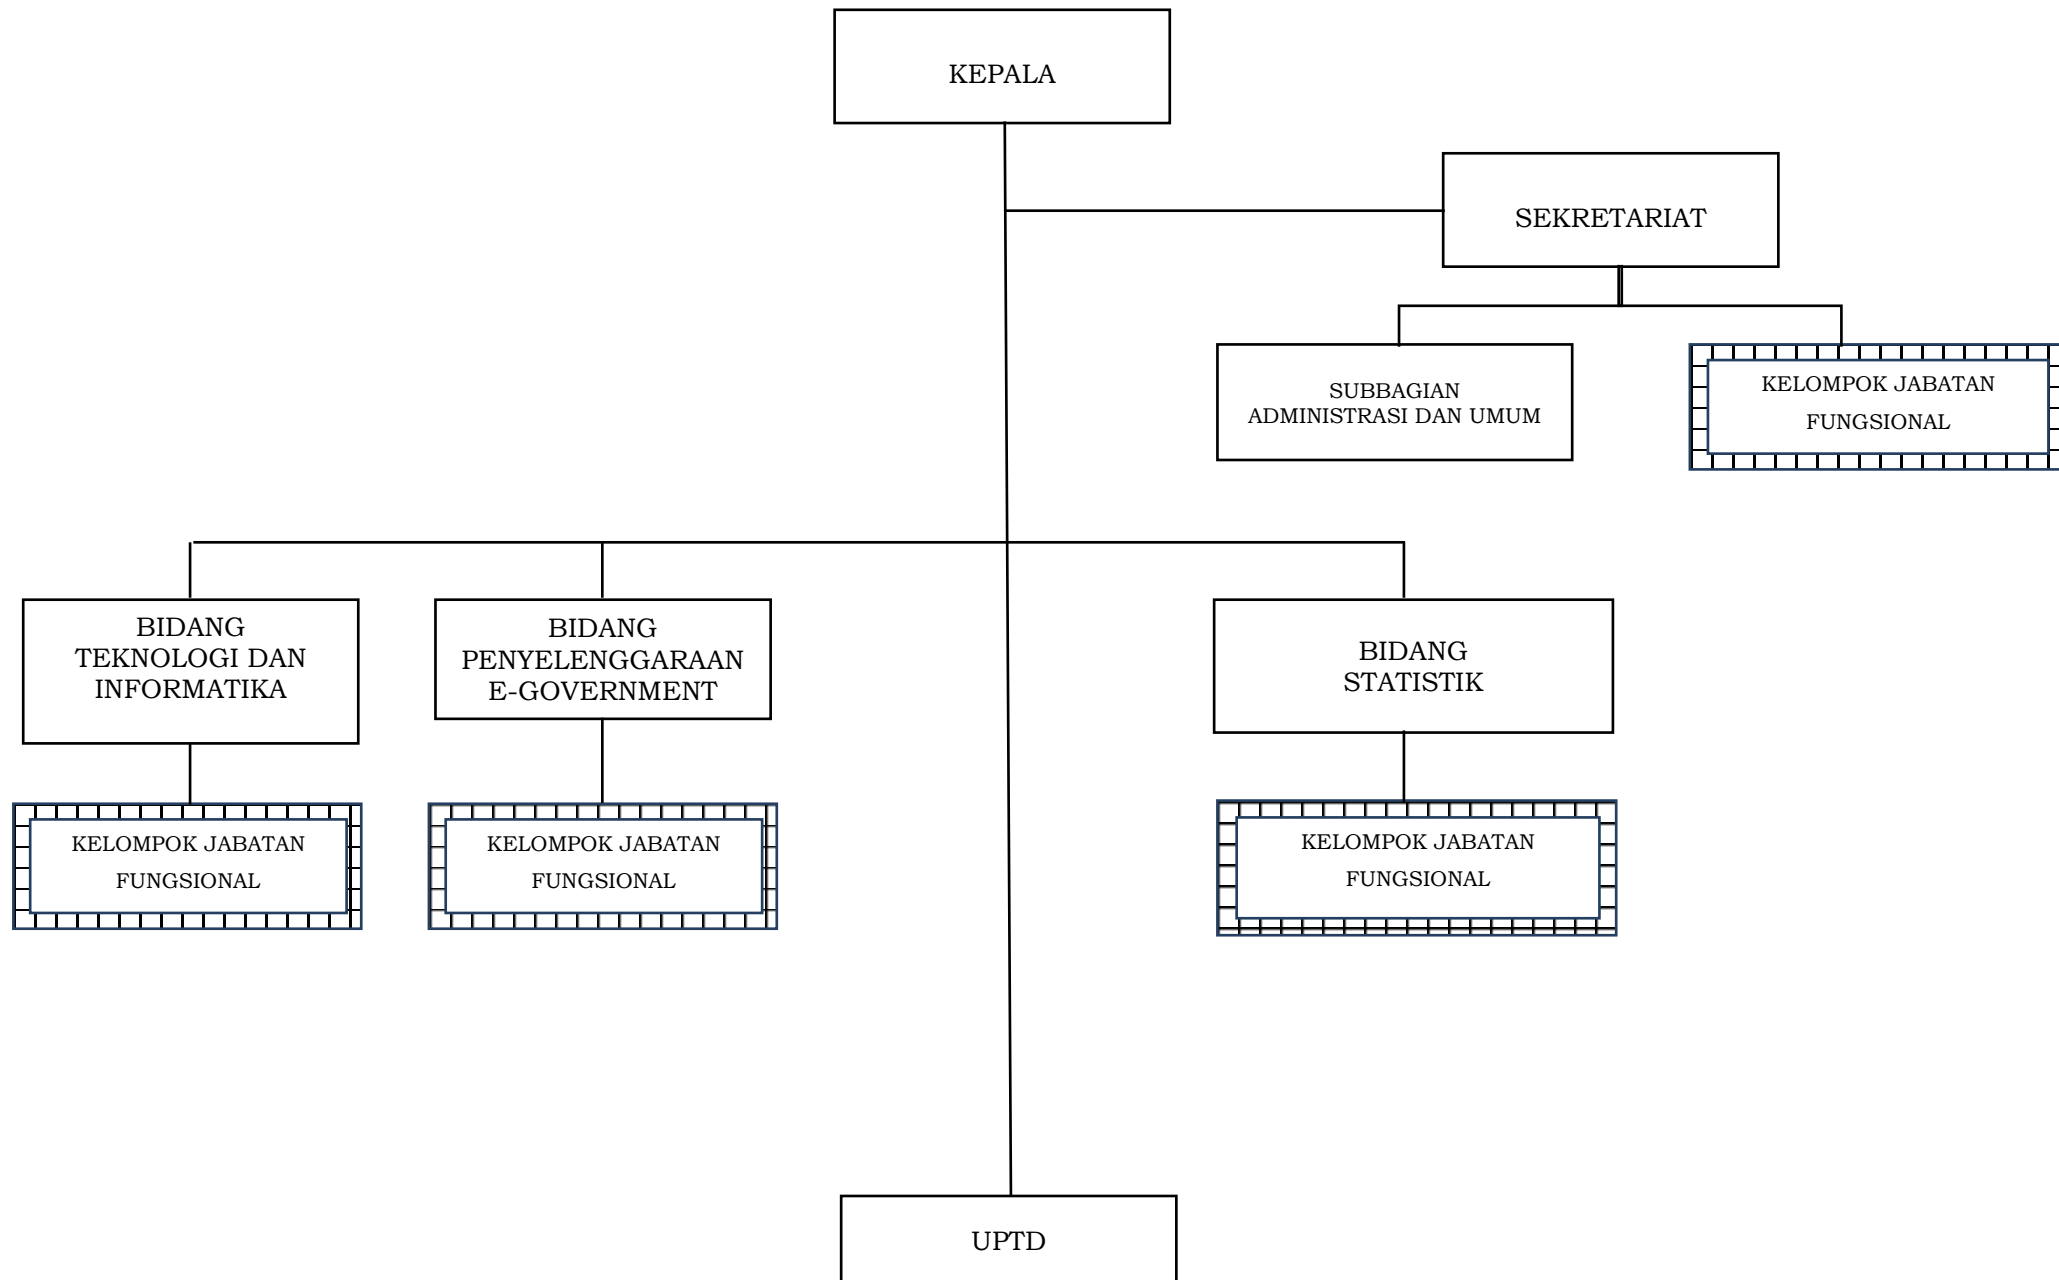 KEPALA
SEKRETARIAT
SUBBAGIAN
ADMINISTRASI DAN UMUM
KELOMPOK JABATAN
FUNGSIONAL
BIDANG
TEKNOLOGI DAN
INFORMATIKA
BIDANG
PENYELENGGARAAN
E-GOVERNMENT
BIDANG
STATISTIK
KELOMPOK JABATAN
FUNGSIONAL
KELOMPOK JABATAN
FUNGSIONAL
KELOMPOK JABATAN
FUNGSIONAL
UPTD